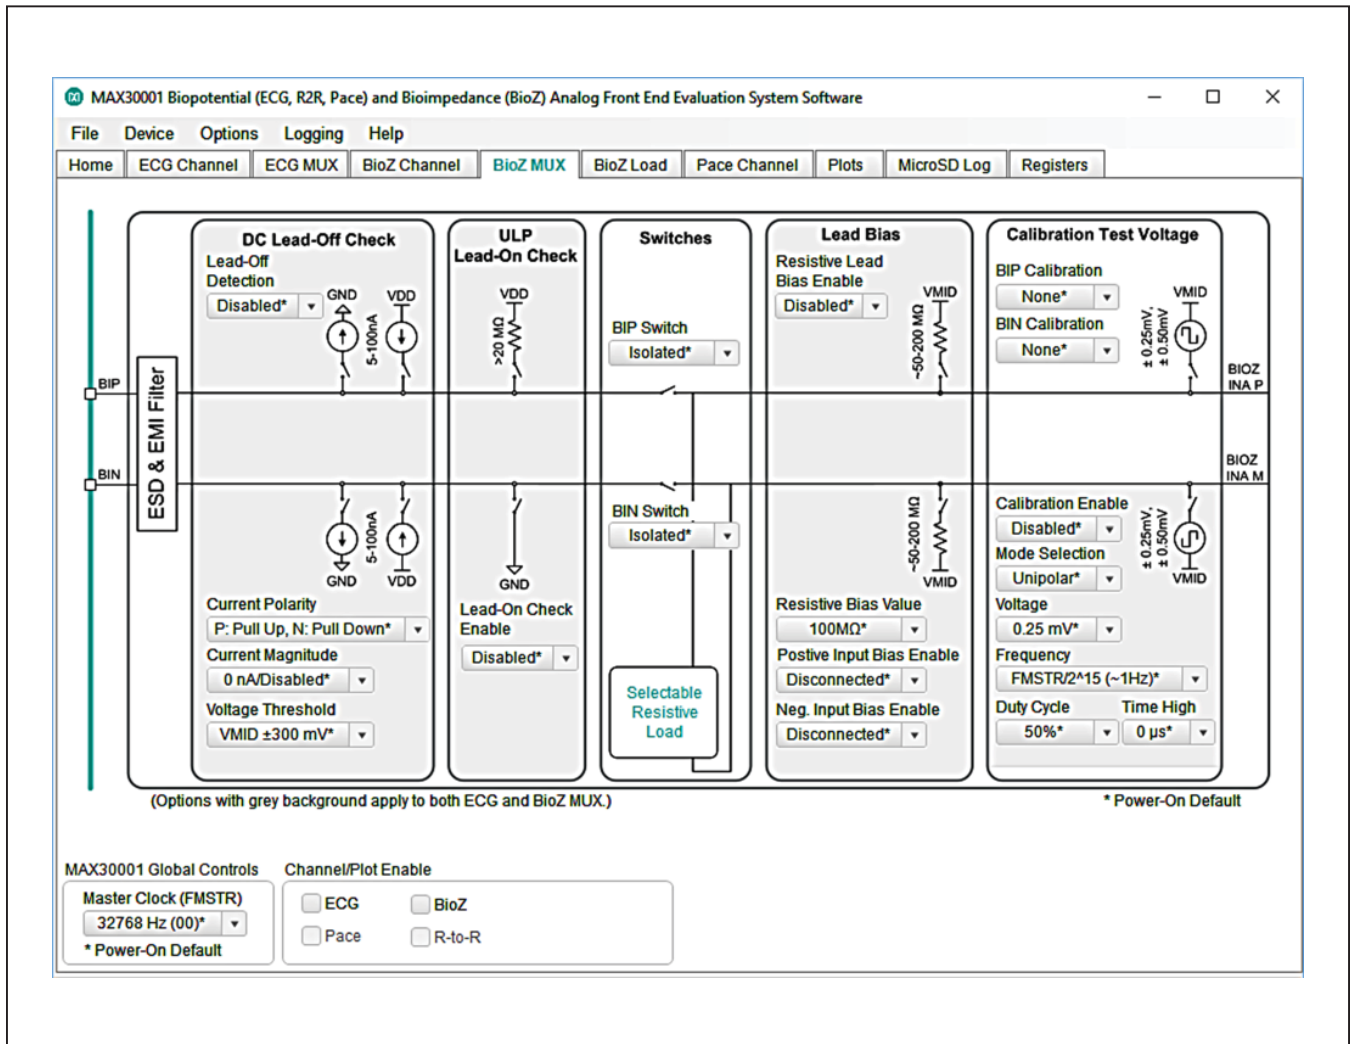 MAX30001 Biopotential (ECG, R2R, Pace) and Bioimpedance (BioZ) Analog Front End Evaluation System Software
File Device Options Logging Help
Home ECG Channel ECG MUX BioZ Channel BioZ MUX BioZ Load Pace Channel Plots MicroSD Log Registers
BIP
BIN
ESD & EMI Filter
DC Lead-Off Check
Lead-Off
Detection
Disabled*
GND
VDD
5-100nA
5-100nA
GND
VDD
Current Polarity
P: Pull Up, N: Pull Down*
Current Magnitude
0 nA/Disabled*
Voltage Threshold
VMID ±300 mV*
ULP
Lead-On Check
VDD
>20 MΩ
GND
Lead-On Check
Enable
Disabled*
Switches
BIP Switch
Isolated*
BIN Switch
Isolated*
Selectable
Resistive
Load
Lead Bias
Resistive Lead
Bias Enable
Disabled*
VMID
~50-200 MΩ
~50-200 MΩ
VMID
Resistive Bias Value
100MΩ*
Postive Input Bias Enable
Disconnected*
Neg. Input Bias Enable
Disconnected*
Calibration Test Voltage
BIP Calibration
None*
BIN Calibration
None*
VMID
± 0.25mV,
± 0.50mV
Calibration Enable
Disabled*
Mode Selection
Unipolar*
± 0.25mV,
± 0.50mV
VMID
Voltage
0.25 mV*
Frequency
FMSTR/2^15 (~1Hz)*
Duty Cycle Time High
50%* 0 µs*
BIOZ
INA P
BIOZ
INA M
(Options with grey background apply to both ECG and BioZ MUX.)
* Power-On Default
MAX30001 Global Controls
Master Clock (FMSTR)
32768 Hz (00)*
* Power-On Default
Channel/Plot Enable
ECG BioZ
Pace R-to-R